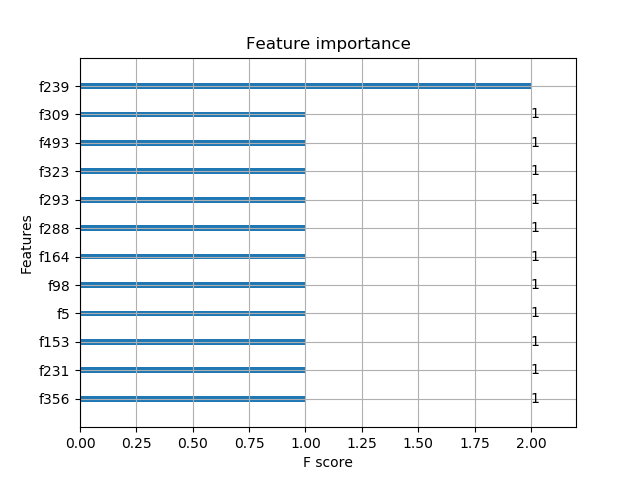 Feature importance
f239
f309 1
f493 1
f323 1
f293 1
f288 1
f164 1
f98 1
f5 1
f153 1
f231 1
f356 1
Features
0.00 0.25 0.50 0.75 1.00 1.25 1.50 1.75 2.00
F score